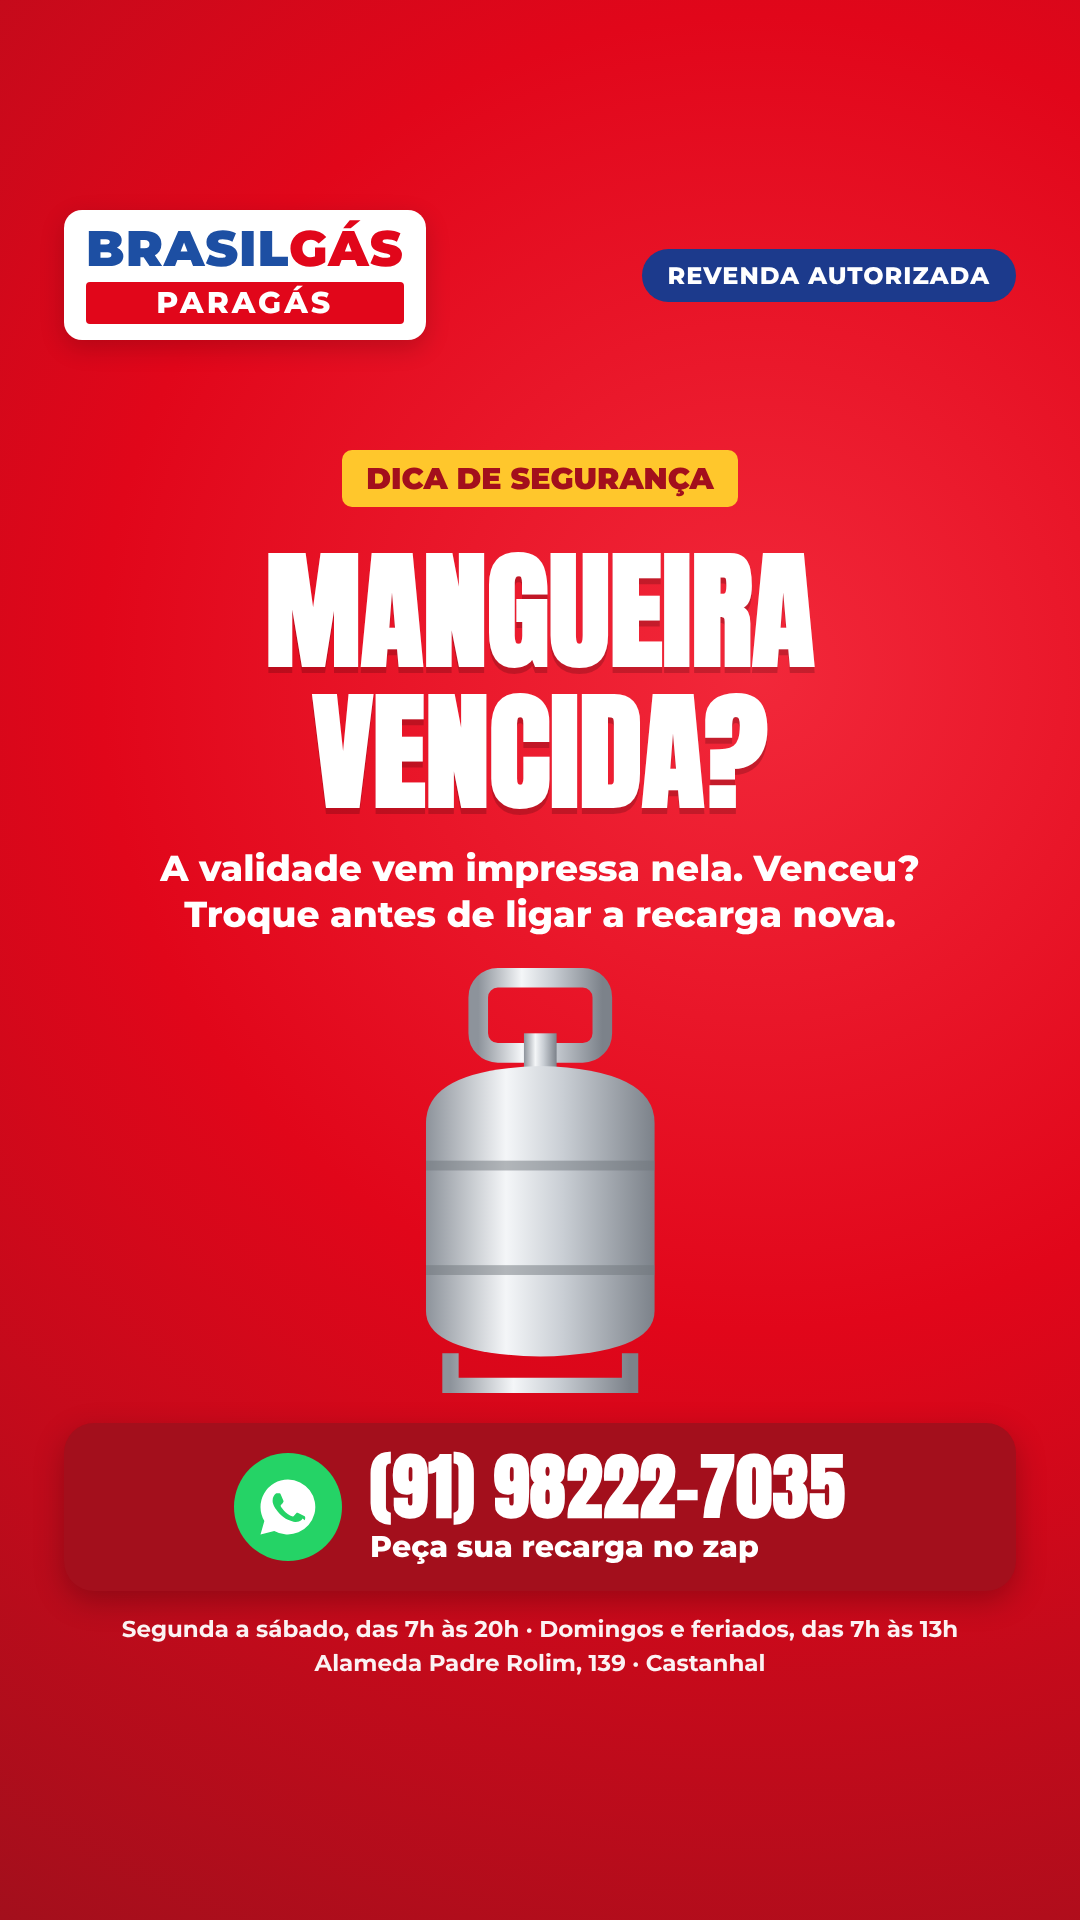 BRASILGÁS
PARAGÁS
REVENDA AUTORIZADA
DICA DE SEGURANÇA
MANGUEIRA
VENCIDA?
A validade vem impressa nela. Venceu?
Troque antes de ligar a recarga nova.
(91) 98222-7035
Peça sua recarga no zap
Segunda a sábado, das 7h às 20h · Domingos e feriados, das 7h às 13h
Alameda Padre Rolim, 139 · Castanhal